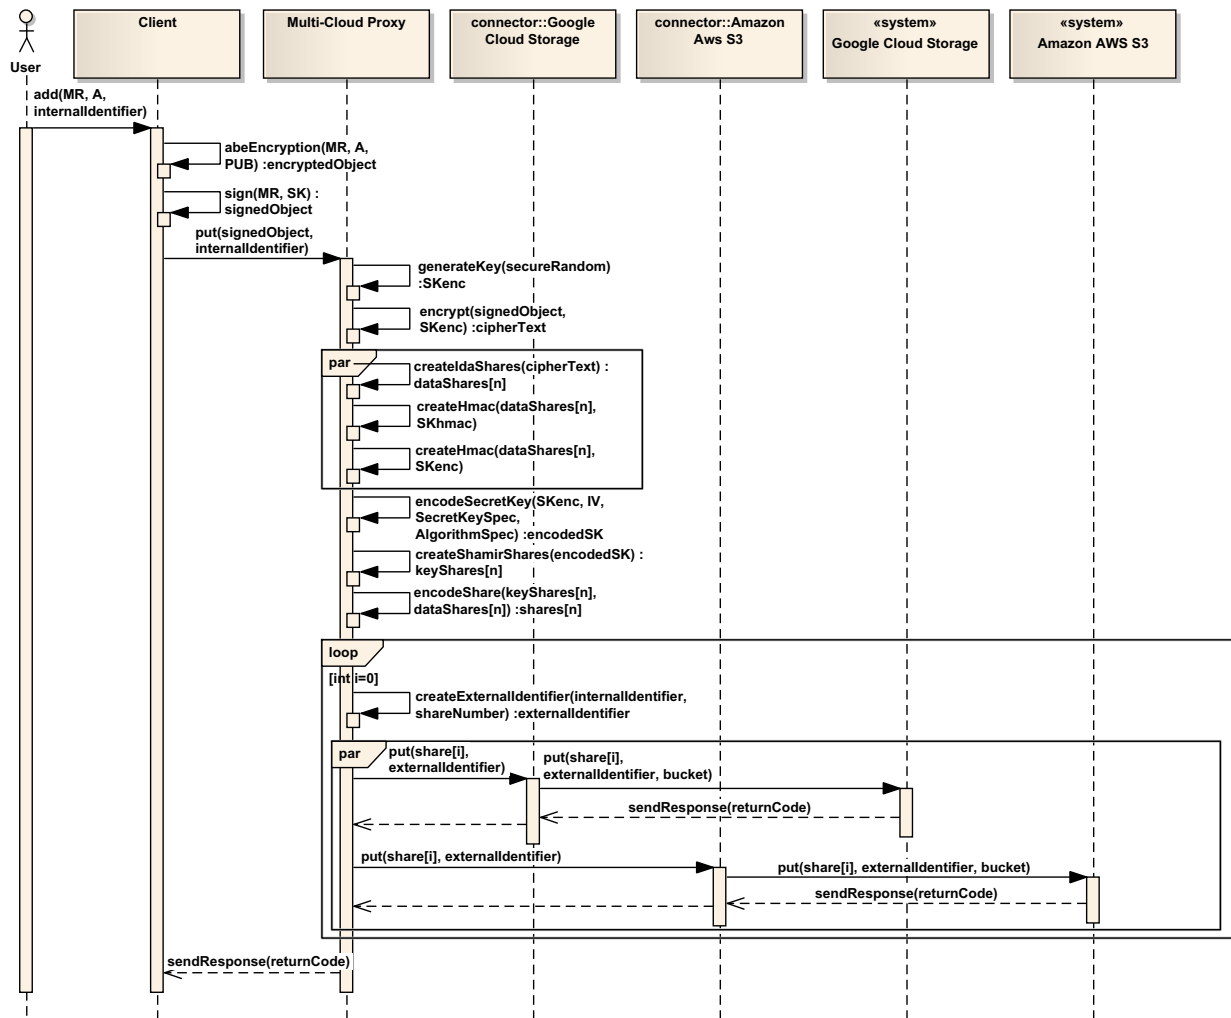 User
Client
Multi-Cloud Proxy
connector::Google
Cloud Storage
connector::Amazon
Aws S3
«system»
Google Cloud Storage
«system»
Amazon AWS S3
add(MR, A,
internalIdentifier)
abeEncryption(MR, A,
PUB) :encryptedObject
sign(MR, SK) :
signedObject
put(signedObject,
internalIdentifier)
generateKey(secureRandom)
:SKenc
encrypt(signedObject,
SKenc) :cipherText
par
createIdaShares(cipherText) :
dataShares[n]
createHmac(dataShares[n],
SKhmac)
createHmac(dataShares[n],
SKenc)
encodeSecretKey(SKenc, IV,
SecretKeySpec,
AlgorithmSpec) :encodedSK
createShamirShares(encodedSK) :
keyShares[n]
encodeShare(keyShares[n],
dataShares[n]) :shares[n]
loop
[int i=0]
createExternalIdentifier(internalIdentifier,
shareNumber) :externalIdentifier
par
put(share[i],
externalIdentifier)
put(share[i],
externalIdentifier, bucket)
sendResponse(returnCode)
put(share[i], externalIdentifier)
put(share[i], externalIdentifier, bucket)
sendResponse(returnCode)
sendResponse(returnCode)